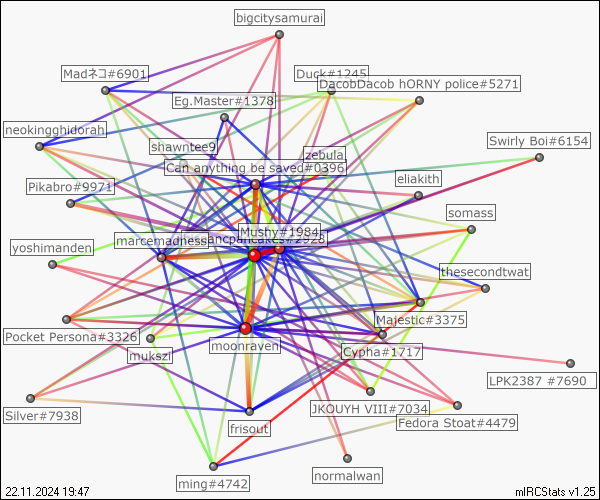 bigcitysamurai
Madネコ#6901
Duck#1245
DacobDacob hORNY police#5271
Eg.Master#1378
neokingghidorah
shawntee9
zebula
Swirly Boi#6154
Can anything be saved#0396
Pikabro#9971
eliakith
somass
Mushy#1984
marcemadness
ancpancakes#2928
yoshimanden
thesecondtwat
Majestic#3375
Pocket Persona#3326
moonraven
mukszi
Cypha#1717
LPK2387 #7690
Silver#7938
JKOUYH VIII#7034
Fedora Stoat#4479
frisout
normalwan
ming#4742
22.11.2024 19:47
mIRCStats v1.25